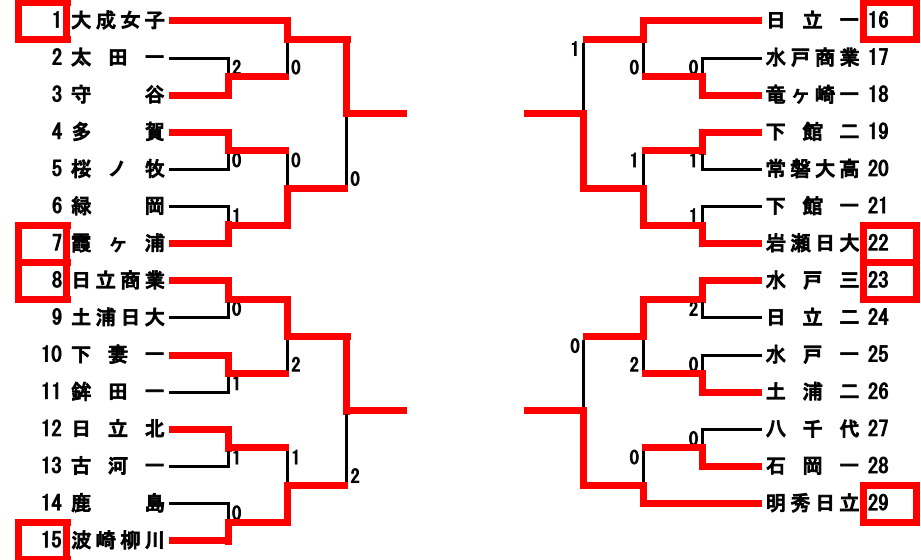 1 大成女子
2 太田一
3 守谷
4 多賀
5 桜ノ牧
6 緑岡
7 霞ヶ浦
8 日立商業
9 土浦日大
10 下妻一
11 鉾田一
12 日立北
13 古河一
14 鹿島
15 波崎柳川
2
0
0
0
1
0
0
1
2
1
1
0
2
日立一 16
水戸商業 17
竜ヶ崎一 18
下館二 19
常磐大高 20
下館一 21
岩瀬日大 22
水戸三 23
日立二 24
水戸一 25
土浦二 26
八千代 27
石岡一 28
明秀日立 29
1
0
0
1
1
1
2
0
2
0
0
0